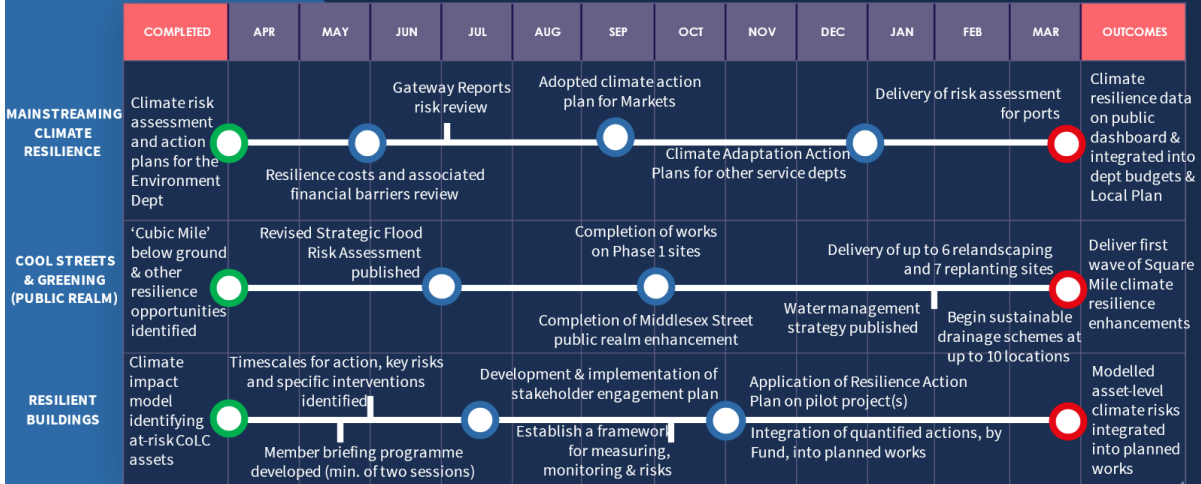 COMPLETED
APR
MAY
JUN
JUL
AUG
SEP
OCT
NOV
DEC
JAN
FEB
MAR
OUTCOMES
MAINSTREAMING
CLIMATE
RESILIENCE
Climate risk
assessment
and action
plans for the
Environment
Dept
Gateway Reports
risk review
Resilience costs and associated
financial barriers review
Adopted climate action
plan for Markets
Climate Adaptation Action
Plans for other service depts
Delivery of risk assessment
for ports
Climate
resilience data
on public
dashboard &
integrated into
dept budgets &
Local Plan
COOL STREETS
& GREENING
(PUBLIC REALM)
‘Cubic Mile’
below ground
& other
resilience
opportunities
identified
Revised Strategic Flood
Risk Assessment
published
Completion of works
on Phase 1 sites
Completion of Middlesex Street
public realm enhancement
Delivery of up to 6 relandscaping
and 7 replanting sites
Water management
strategy published
Begin sustainable
drainage schemes at
up to 10 locations
Deliver first
wave of Square
Mile climate
resilience
enhancements
RESILIENT
BUILDINGS
Climate
impact
model
identifying
at-risk CoLC
assets
Timescales for action, key risks
and specific interventions
identified
Member briefing programme
developed (min. of two sessions)
Development & implementation of
stakeholder engagement plan
Establish a framework
for measuring,
monitoring & risks
Application of Resilience Action
Plan on pilot project(s)
Integration of quantified actions, by
Fund, into planned works
Modelled
asset-level
climate risks
integrated
into planned
works